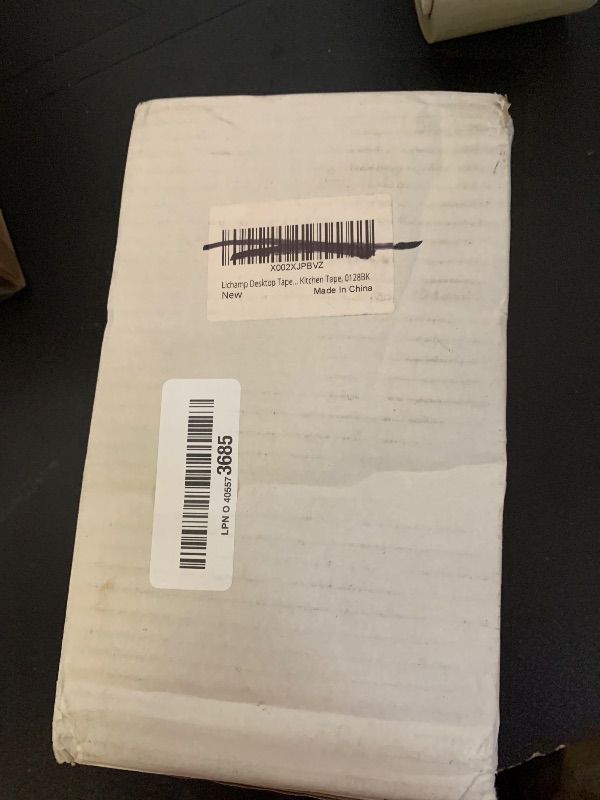 X002XJPBVZ
Lichamp Desktop Tape... Kitchen Tape, 0128BK
New
Made In China
LPN O 40557 3685